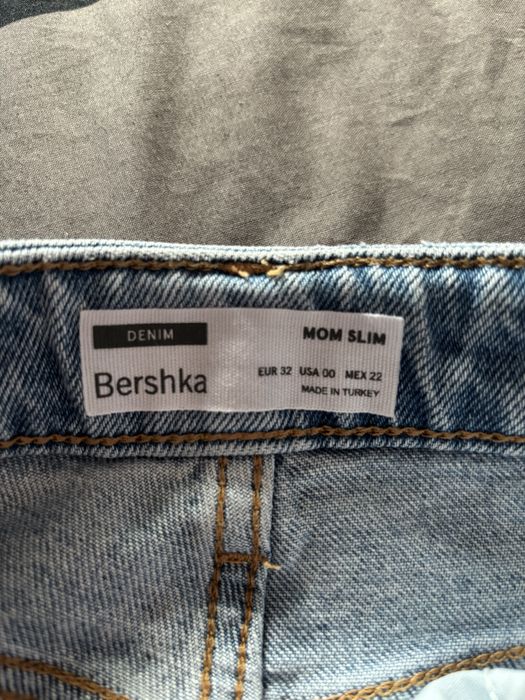 DENIM
MOM SLIM
Bershka
EUR 32 USA 00 MEX 22
MADE IN TURKEY